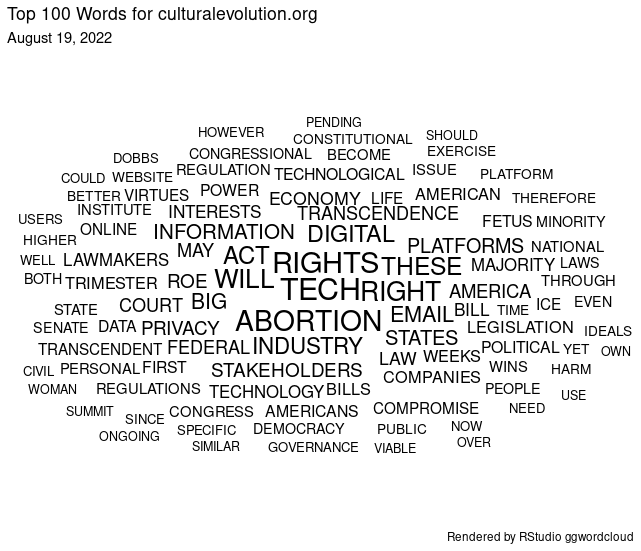 Top 100 Words for culturalevolution.org
August 19, 2022
PENDING
HOWEVER CONSTITUTIONAL SHOULD
DOBBS CONGRESSIONAL BECOME EXERCISE
COULD WEBSITE REGULATION TECHNOLOGICAL ISSUE PLATFORM
BETTER VIRTUES POWER ECONOMY LIFE AMERICAN THEREFORE
USERS INSTITUTE INTERESTS TRANSCENDENCE FETUS MINORITY
HIGHER ONLINE INFORMATION DIGITAL PLATFORMS NATIONAL
WELL LAWMAKERS MAY ACT RIGHTS THESE MAJORITY LAWS
BOTH TRIMESTER ROE WILL TECH RIGHT AMERICA THROUGH
STATE COURT BIG EMAIL BILL TIME ICE EVEN
SENATE DATA PRIVACY ABORTION STATES LEGISLATION IDEALS
TRANSCENDENT FEDERAL INDUSTRY LAW WEEKS POLITICAL YET OWN
CIVIL PERSONAL FIRST STAKEHOLDERS COMPANIES WINS HARM
WOMAN REGULATIONS TECHNOLOGY BILLS PEOPLE USE
SUMMIT SINCE CONGRESS AMERICANS COMPROMISE NEED
ONGOING SPECIFIC DEMOCRACY PUBLIC NOW
SIMILAR GOVERNANCE VIABLE OVER
Rendered by RStudio ggwordcloud